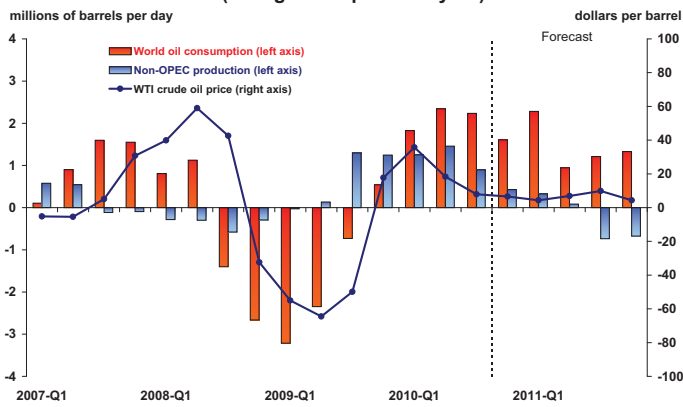 millions of barrels per day
dollars per barrel
Forecast
World oil consumption (left axis)
Non-OPEC production (left axis)
WTI crude oil price (right axis)
4
3
2
1
0
-1
-2
-3
-4
100
80
60
40
20
0
-20
-40
-60
-80
-100
2007-Q1
2008-Q1
2009-Q1
2010-Q1
2011-Q1